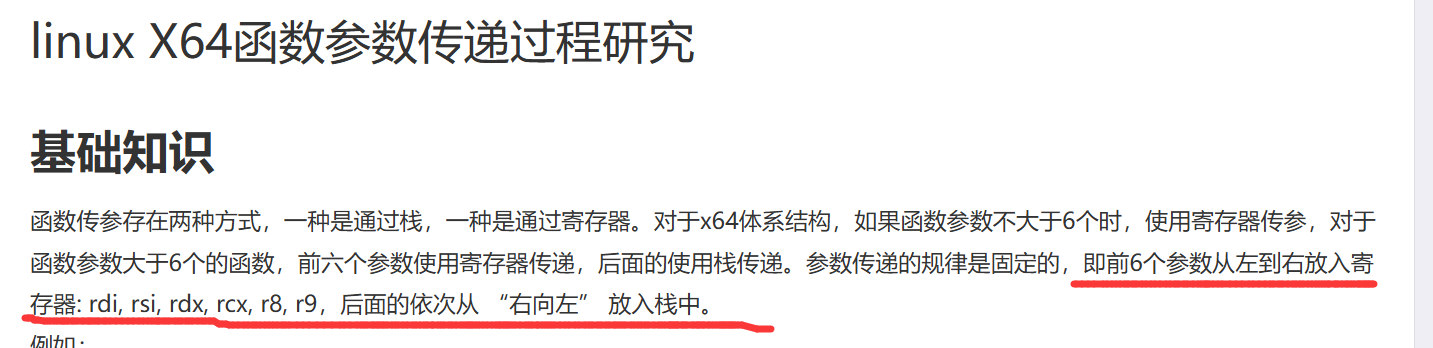 linux X64函数参数传递过程研究
基础知识
函数传参存在两种方式，一种是通过栈，一种是通过寄存器。对于x64体系结构，如果函数参数不大于6个时，使用寄存器传参，对于
函数参数大于6个的函数，前六个参数使用寄存器传递，后面的使用栈传递。参数传递的规律是固定的，即前6个参数从左到右放入寄
存器: rdi, rsi, rdx, rcx, r8, r9，后面的依次从 “右向左” 放入栈中。
例如：